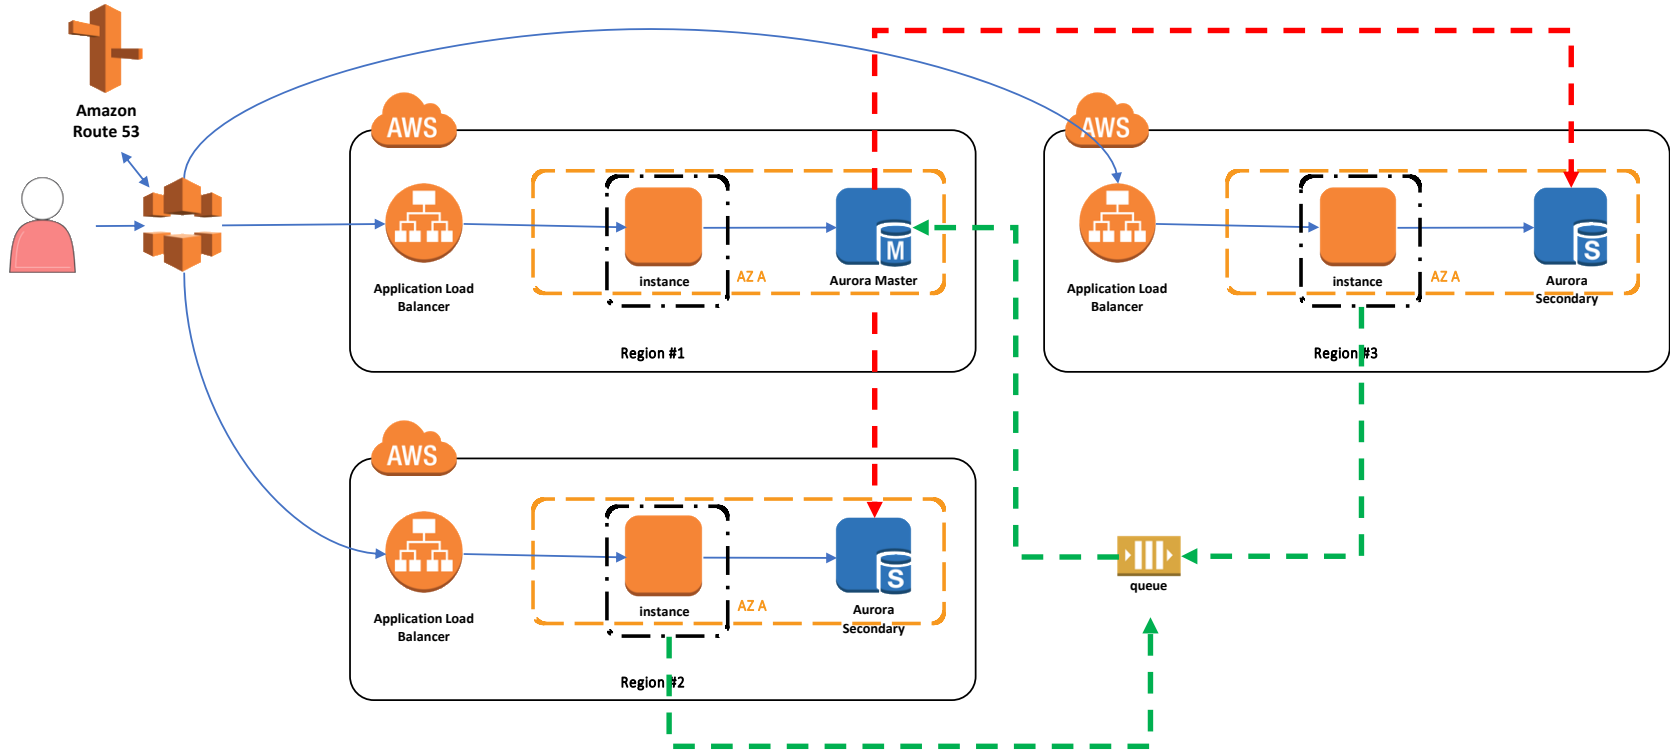 Amazon
Route 53
AWS
Application Load
Balancer
instance
AZ A
M
Aurora Master
Region #1
AWS
Application Load
Balancer
instance
AZ A
S
Aurora
Secondary
Region #3
AWS
Application Load
Balancer
instance
AZ A
S
Aurora
Secondary
Region #2
queue